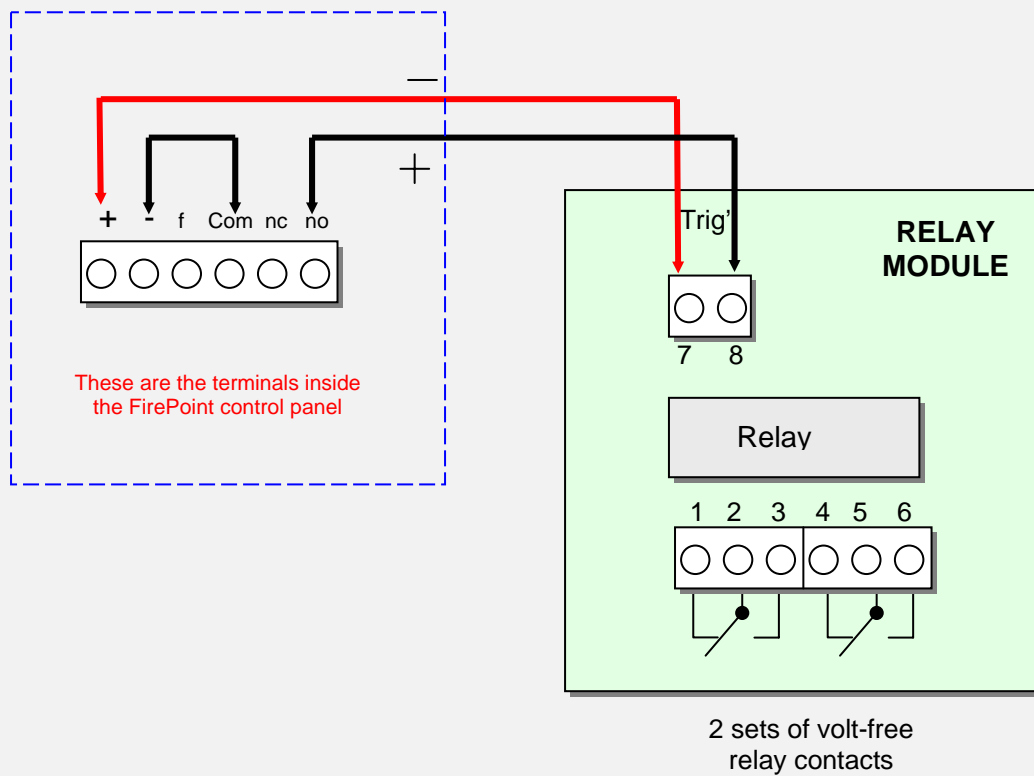 —
+
+ - f Com nc no
These are the terminals inside
the FirePoint control panel
Trig'
RELAY
MODULE
7 8
Relay
1 2 3 4 5 6
2 sets of volt-free
relay contacts